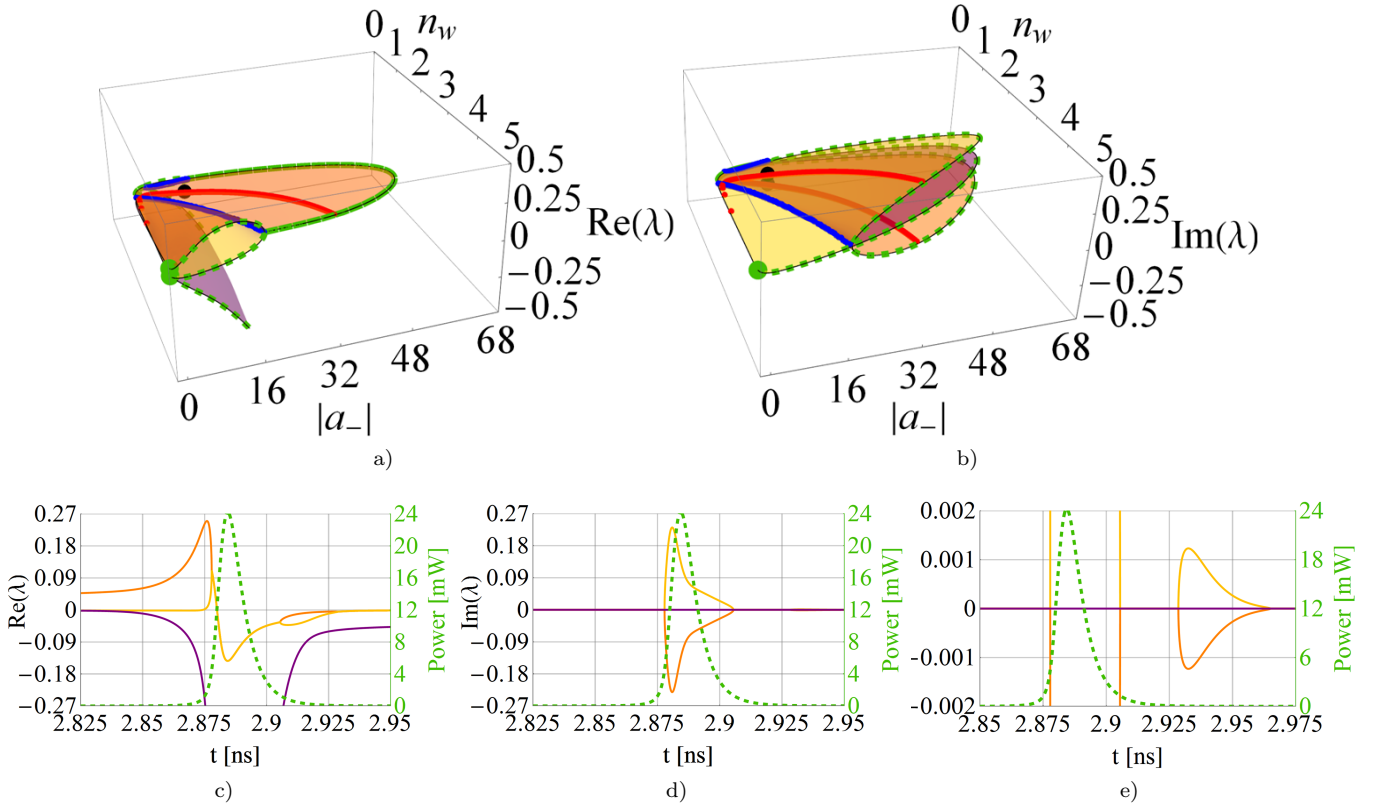 0 1 2 3 4 5 n_w
0.5
0.25
0
−0.25
−0.5
Re(λ)
0 16 32 48 68
|a_−|
a)
0 1 2 3 4 5 n_w
0.5
0.25
0
−0.25
−0.5
Im(λ)
0 16 32 48 68
|a_−|
b)
Re(λ)
0.27
0.18
0.09
0
−0.09
−0.18
−0.27
24
20
16
12
8
4
0
Power [mW]
2.825 2.85 2.875 2.9 2.925 2.95
t [ns]
c)
Im(λ)
0.27
0.18
0.09
0
−0.09
−0.18
−0.27
24
20
16
12
8
4
0
Power [mW]
2.825 2.85 2.875 2.9 2.925 2.95
t [ns]
d)
0.002
0.001
0
-0.001
-0.002
24
18
12
6
0
Power [mW]
2.85 2.875 2.9 2.925 2.95 2.975
t [ns]
e)